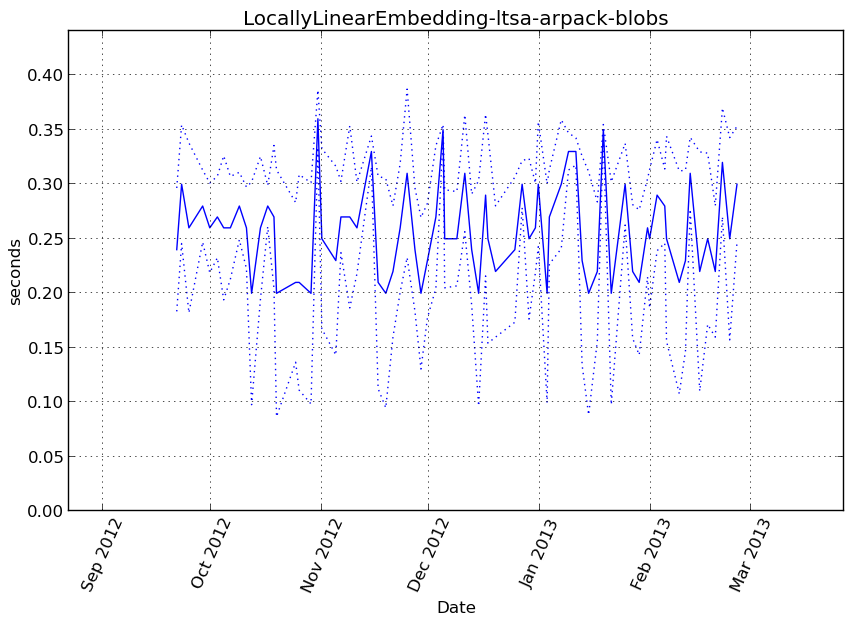 LocallyLinearEmbedding-ltsa-arpack-blobs
0.40
0.35
0.30
0.25
0.20
0.15
0.10
0.05
0.00
seconds
Sep 2012
Oct 2012
Nov 2012
Dec 2012
Jan 2013
Feb 2013
Mar 2013
Date